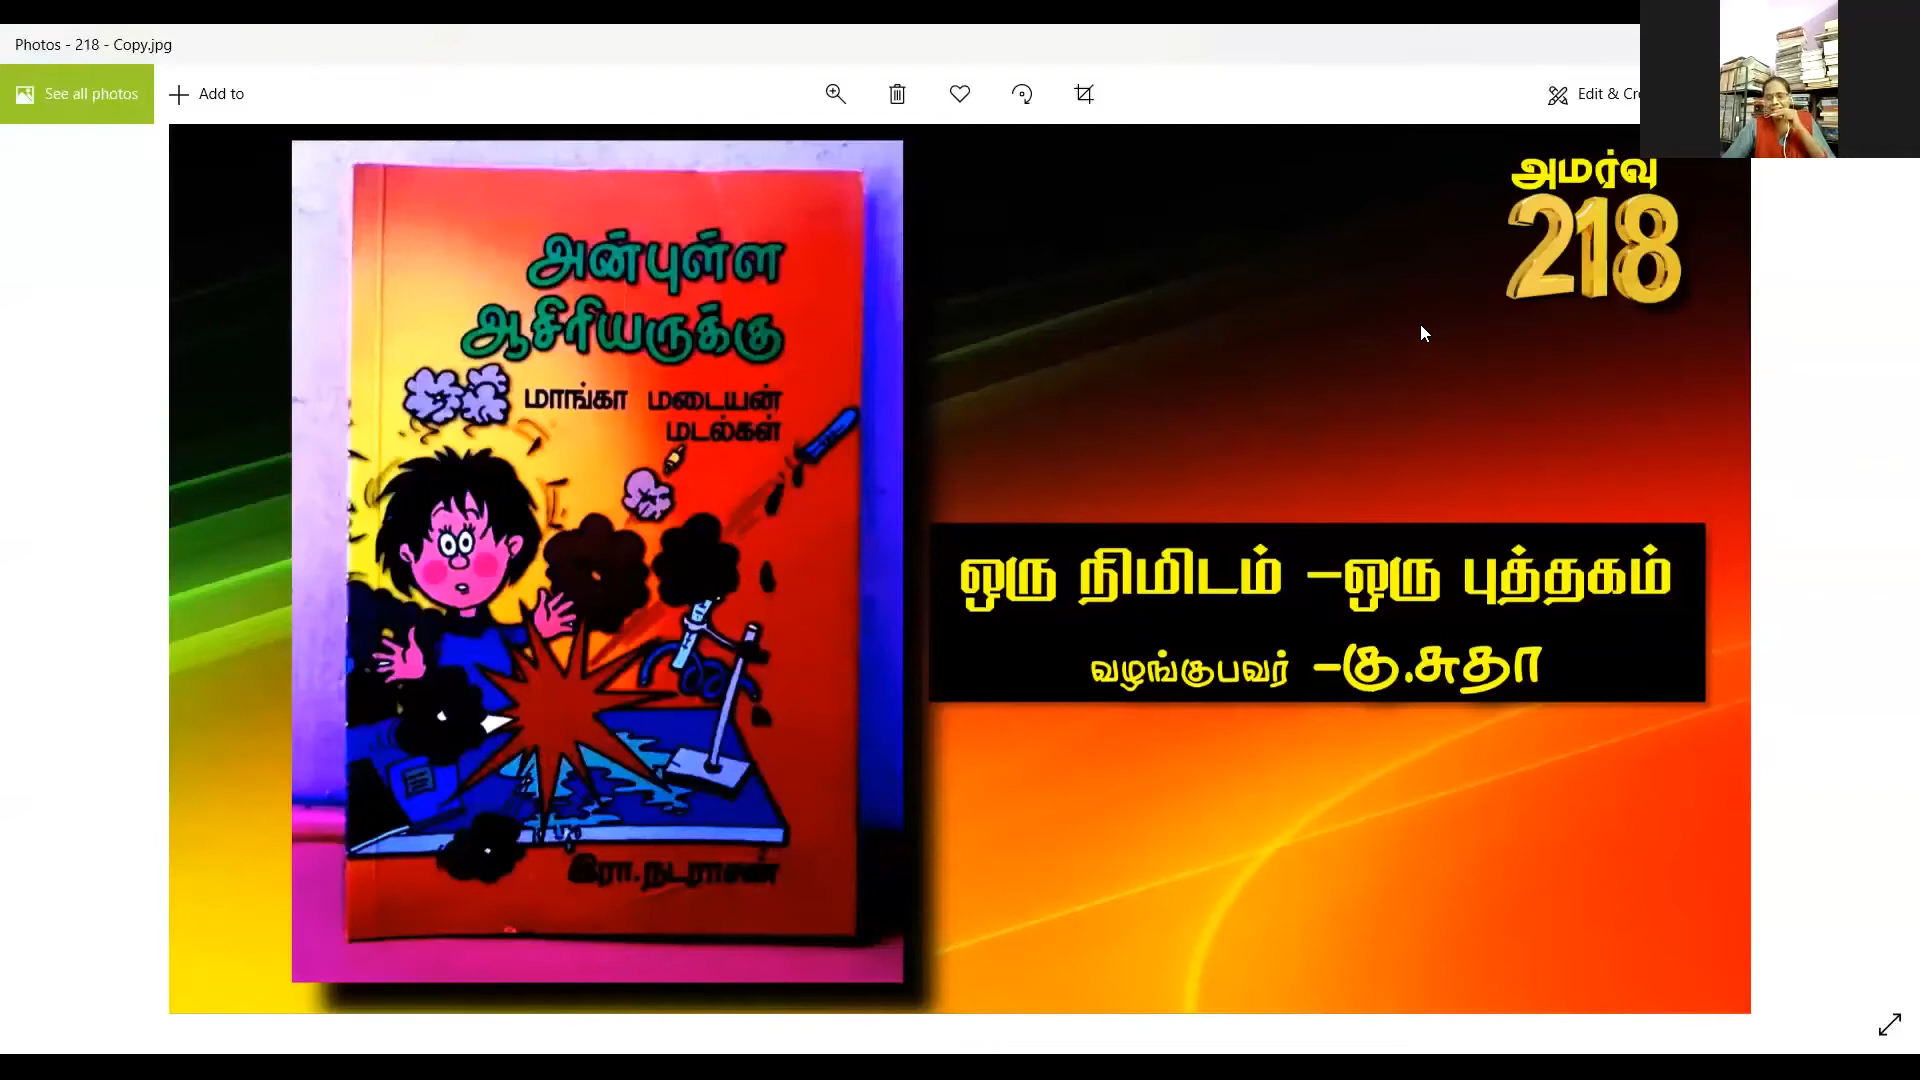 Photos - 218 - Copy.jpg
See all photos
Add to
Edit & Cr
அமர்வு
218
அன்புள்ள
ஆசிரியருக்கு
மாங்கா மடையன்
மடல்கள்
இரா.நடராசன்
ஒரு நிமிடம் –ஒரு புத்தகம்
வழங்குபவர் –கு.சுதா